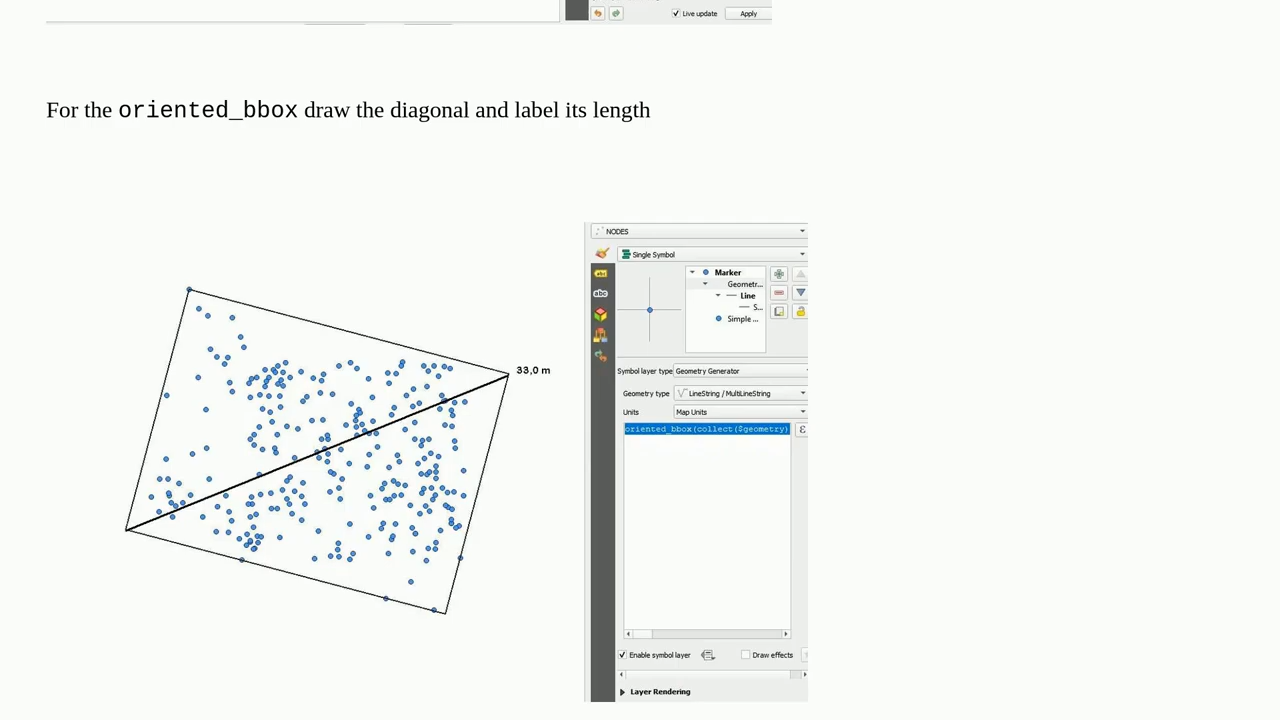 Live update Apply
For the oriented_bbox draw the diagonal and label its length
NODES
Single Symbol
Marker
Geometr...
Line
S...
Simple ...
33,0 m
Symbol layer type Geometry Generator
Geometry type LineString / MultiLineString
Units Map Units
oriented_bbox(collect($geometry)
ε
abc
Enable symbol layer Draw effects
Layer Rendering